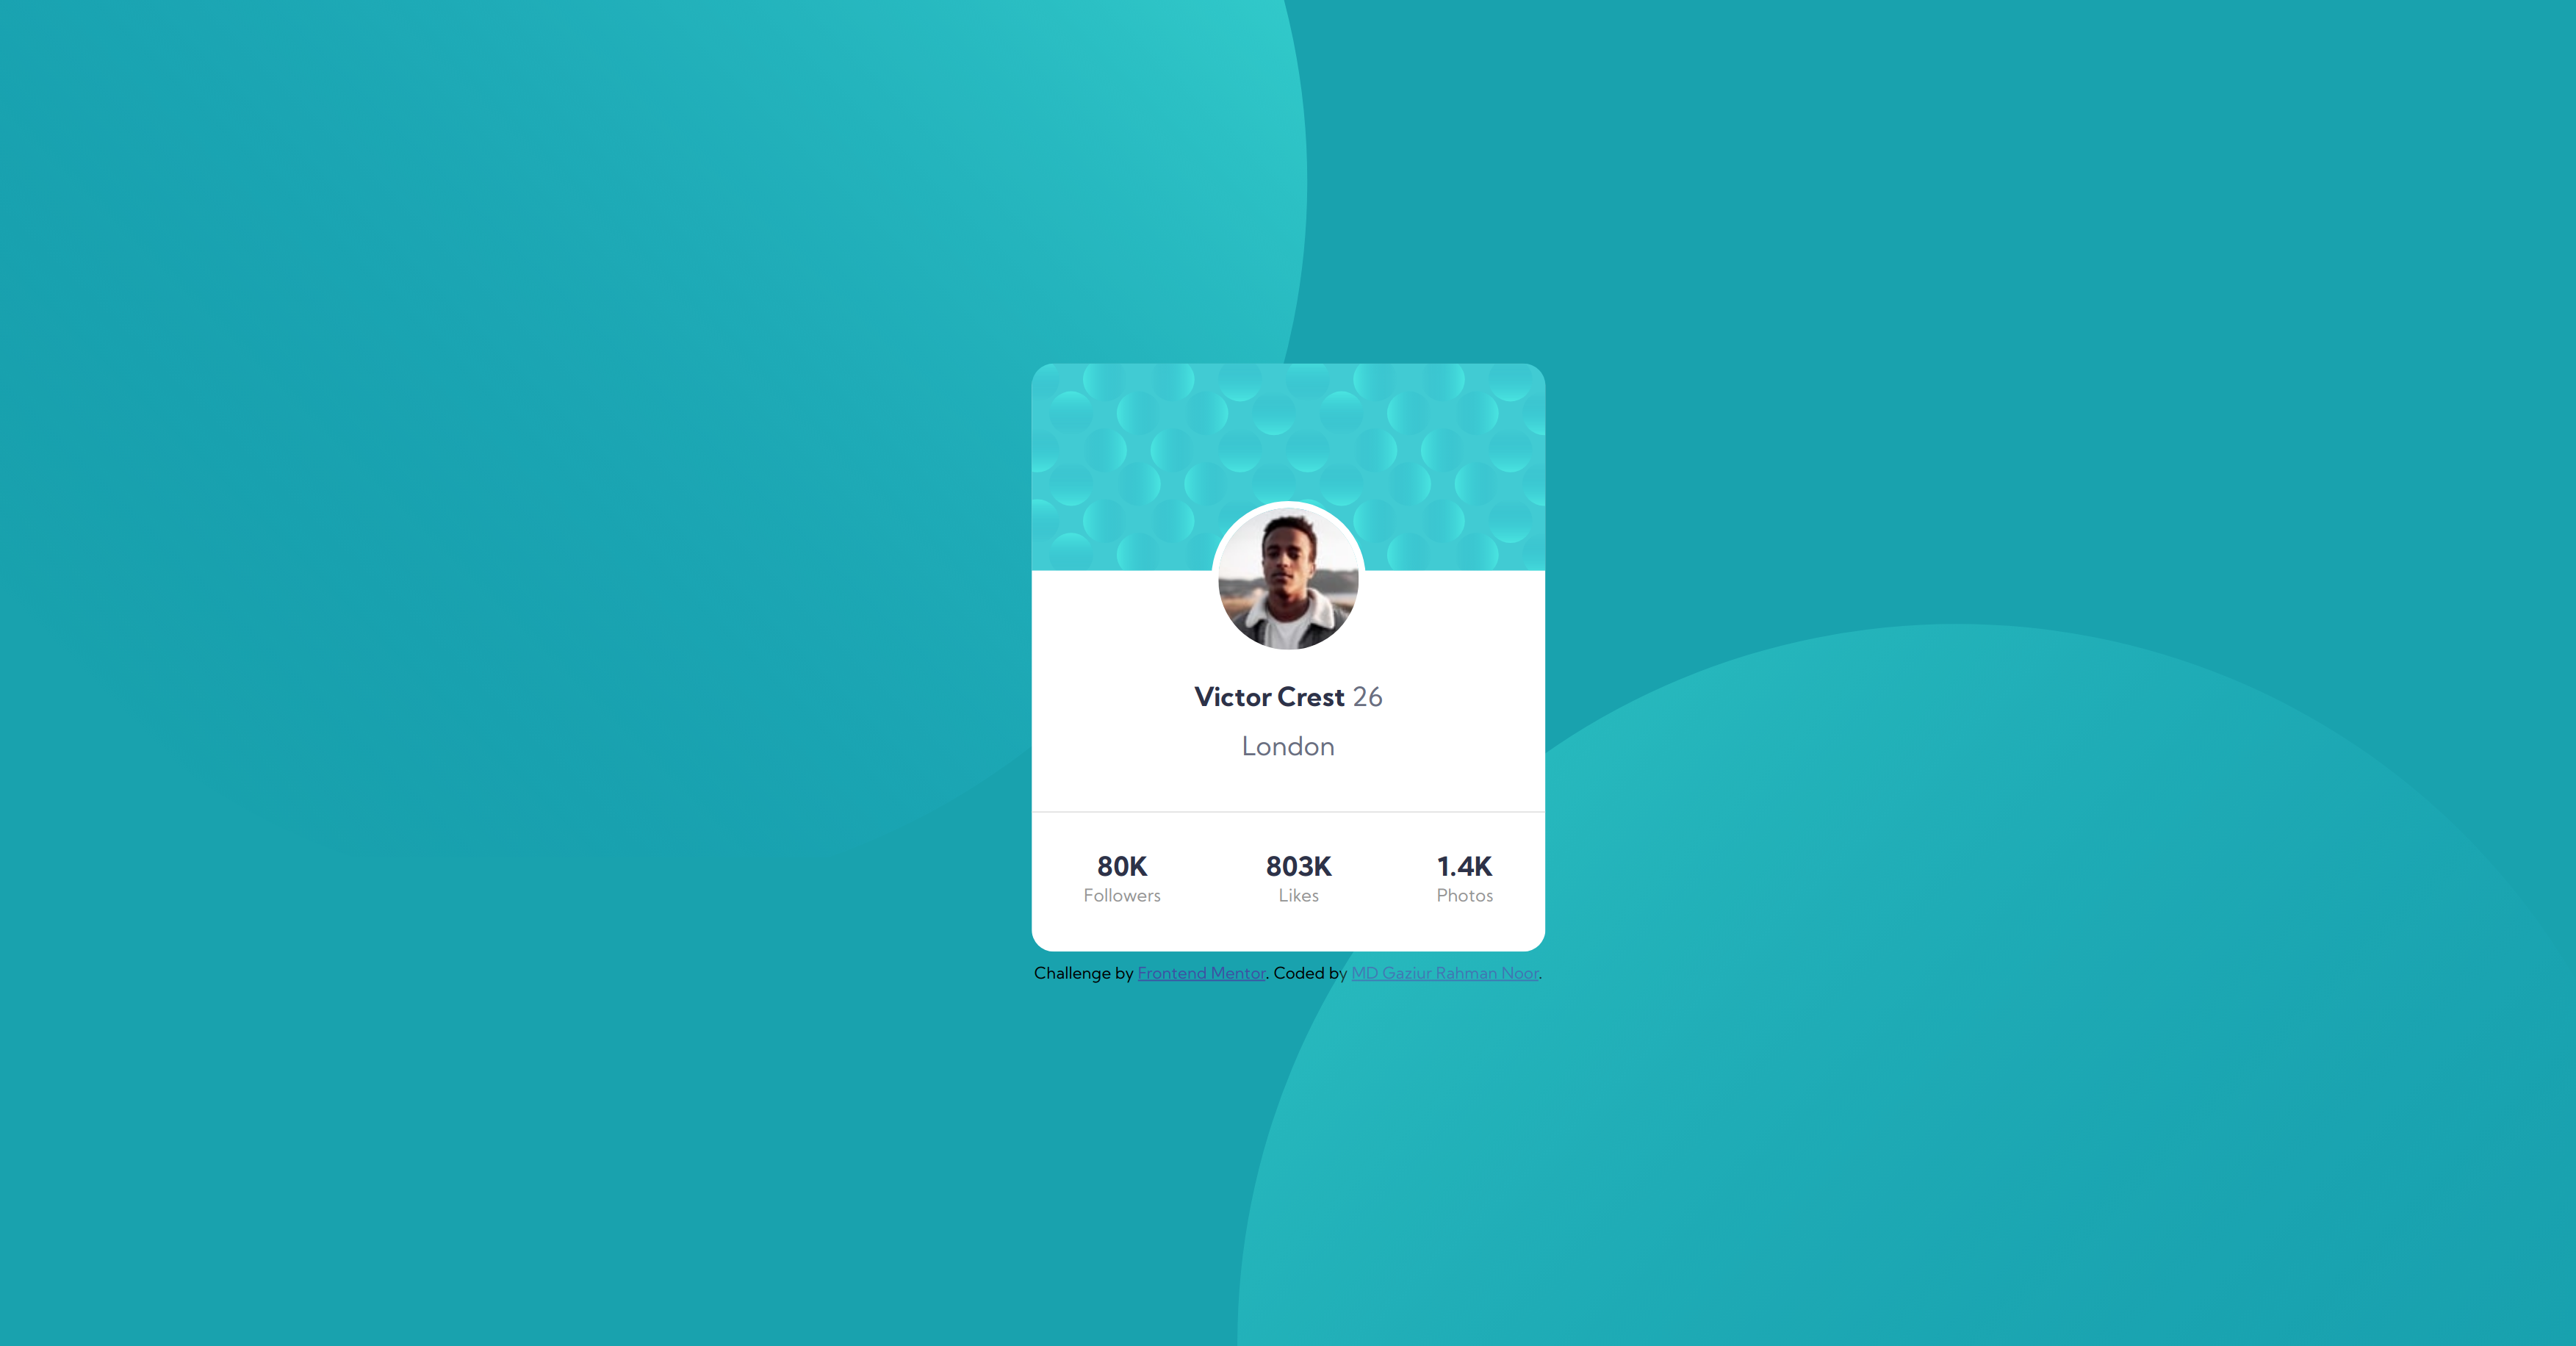 Victor Crest 26
London
80K 803K 1.4K
Followers Likes Photos
Challenge by Frontend Mentor. Coded by MD Gaziur Rahman Noor.